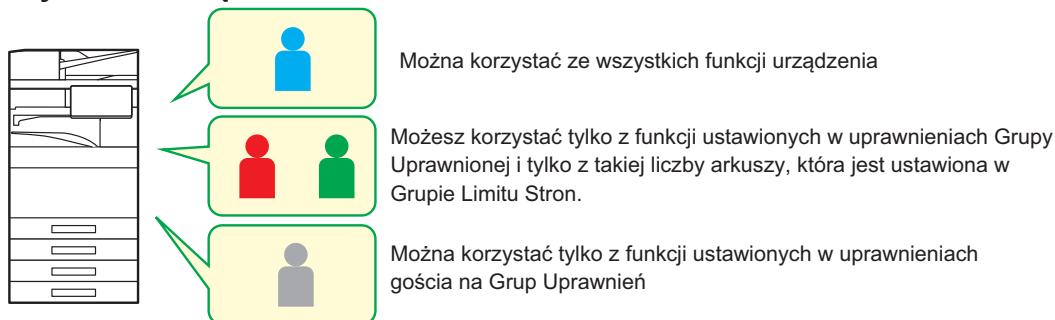 Można korzystać ze wszystkich funkcji urządzenia
Możesz korzystać tylko z funkcji ustawionych w uprawnieniach Grupy
Uprawnionej i tylko z takiej liczby arkuszy, która jest ustawiona w
Grupie Limitu Stron.
Można korzystać tylko z funkcji ustawionych w uprawnieniach
gościa na Grup Uprawnień